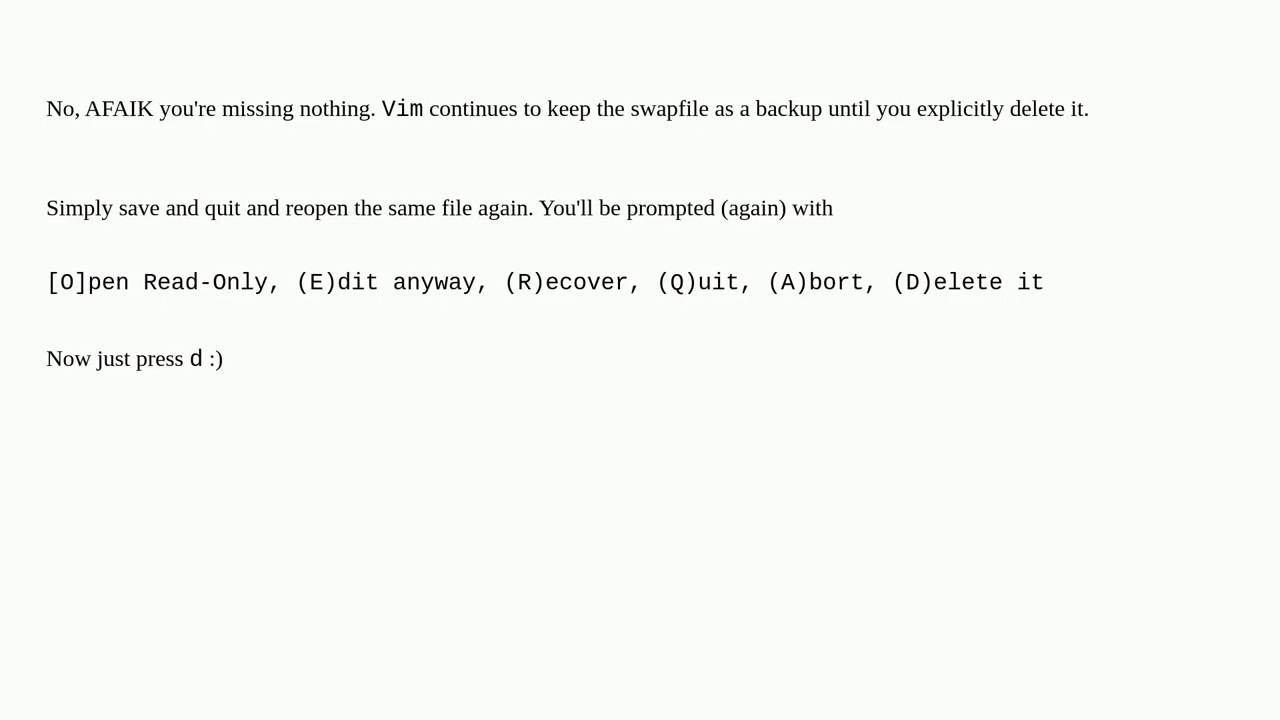 No, AFAIK you're missing nothing. Vim continues to keep the swapfile as a backup until you explicitly delete it.
Simply save and quit and reopen the same file again. You'll be prompted (again) with
[O]pen Read-Only, (E)dit anyway, (R)ecover, (Q)uit, (A)bort, (D)elete it
Now just press d :)